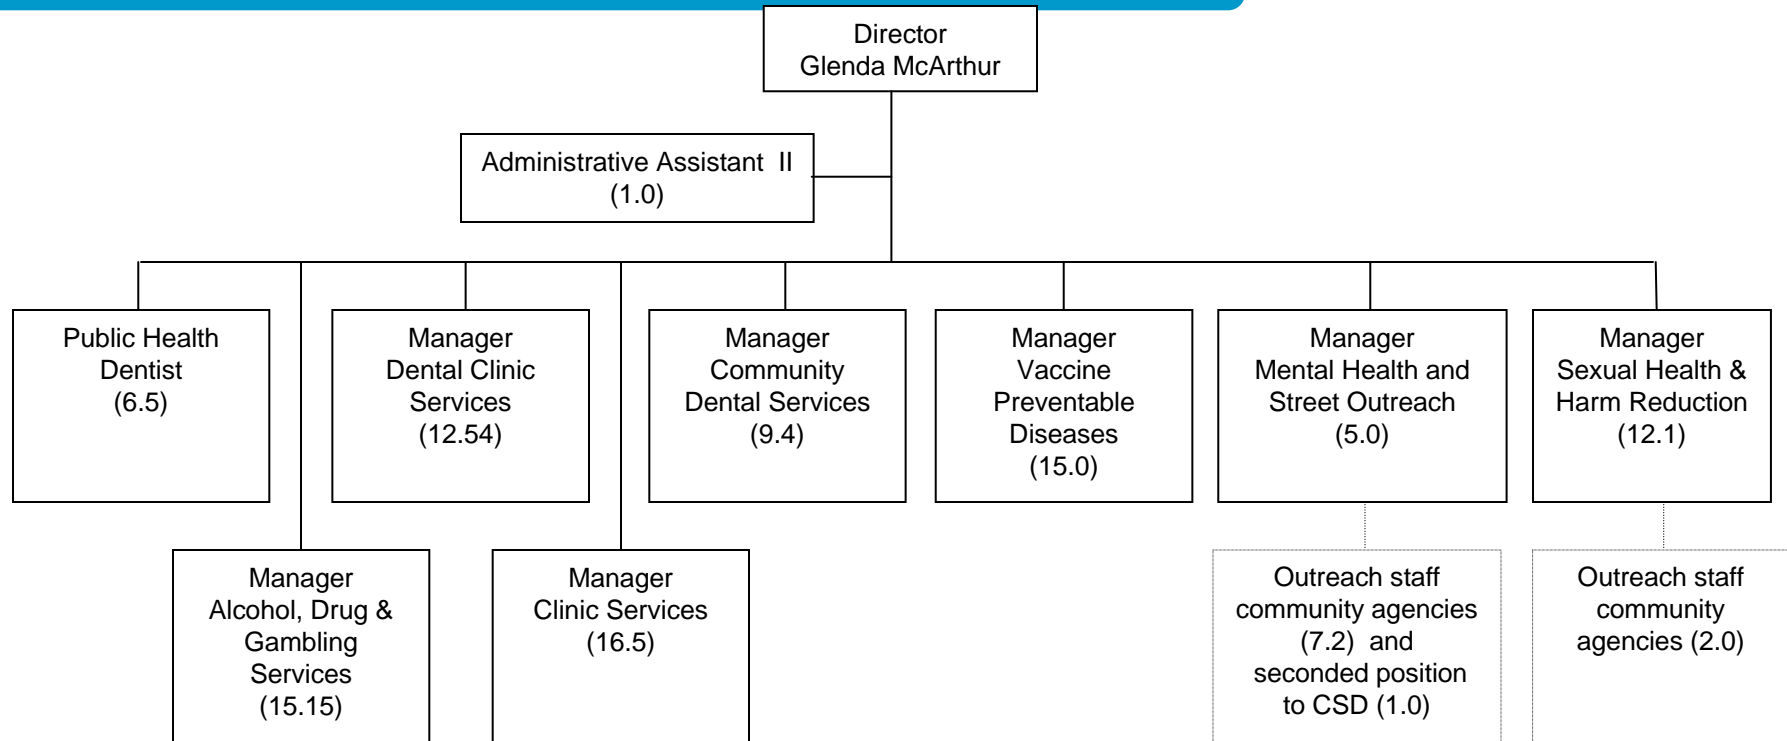 Director
Glenda McArthur
Administrative Assistant  II
(1.0)
Public Health
Dentist
(6.5)
Manager
Dental Clinic
Services
(12.54)
Manager
Community
Dental Services
(9.4)
Manager
Vaccine
Preventable
Diseases
(15.0)
Manager
Mental Health and
Street Outreach
(5.0)
Manager
Sexual Health &
Harm Reduction
(12.1)
Manager
Alcohol, Drug &
Gambling
Services
(15.15)
Manager
Clinic Services
(16.5)
Outreach staff
community agencies
(7.2)  and
seconded position
to CSD (1.0)
Outreach staff
community
agencies (2.0)